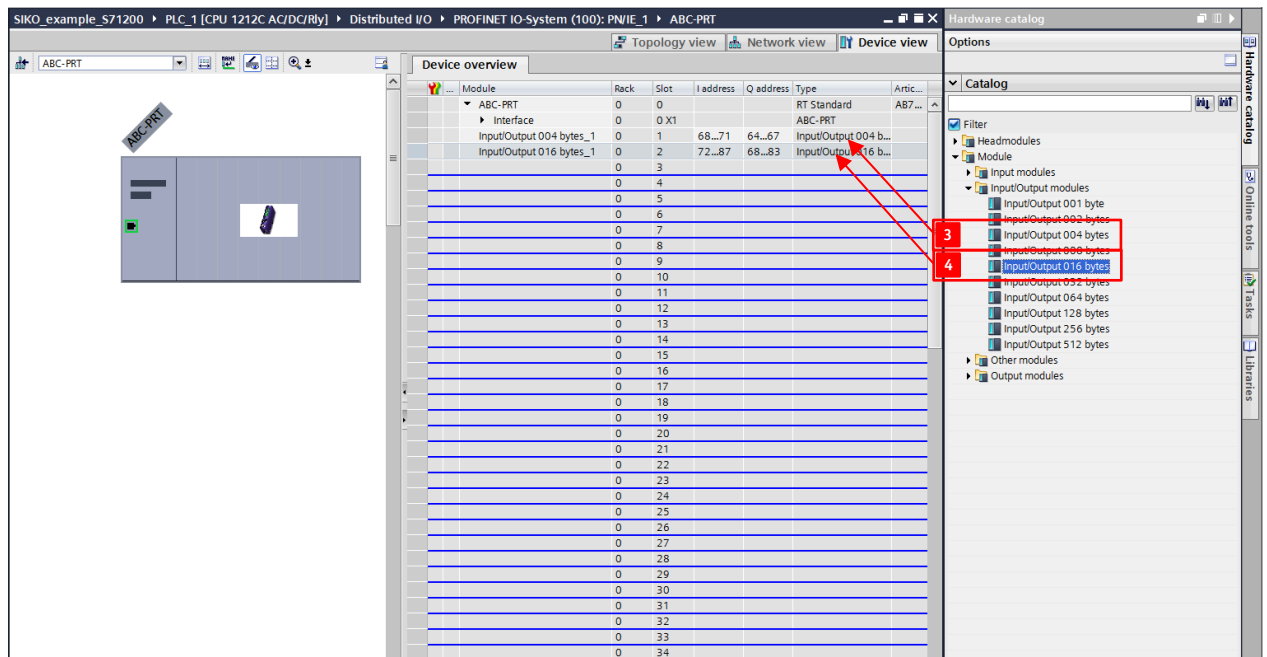 SIKO_example_S71200 ▸ PLC_1 [CPU 1212C AC/DC/Rly] ▸ Distributed I/O ▸ PROFINET IO-System (100): PN/IE_1 ▸ ABC-PRT
Topology view Network view Device view
ABC-PRT
ABC-PRT
Device overview
... Module Rack Slot I address Q address Type Artic...
ABC-PRT 0 0 RT Standard AB7...
Interface 0 0 X1 ABC-PRT
Input/Output 004 bytes_1 0 1 68...71 64...67 Input/Output 004 b...
Input/Output 016 bytes_1 0 2 72...87 68...83 Input/Output 016 b...
0 3
0 4
0 5
0 6
0 7
0 8
0 9
0 10
0 11
0 12
0 13
0 14
0 15
0 16
0 17
0 18
0 19
0 20
0 21
0 22
0 23
0 24
0 25
0 26
0 27
0 28
0 29
0 30
0 31
0 32
0 33
0 34
Hardware catalog
Options
Catalog
Filter
Headmodules
Module
Input modules
Input/Output modules
Input/Output 001 byte
Input/Output 002 bytes
3
Input/Output 004 bytes
Input/Output 008 bytes
4
Input/Output 016 bytes
Input/Output 032 bytes
Input/Output 064 bytes
Input/Output 128 bytes
Input/Output 256 bytes
Input/Output 512 bytes
Other modules
Output modules
Hardware catalog
Online tools
Tasks
Libraries